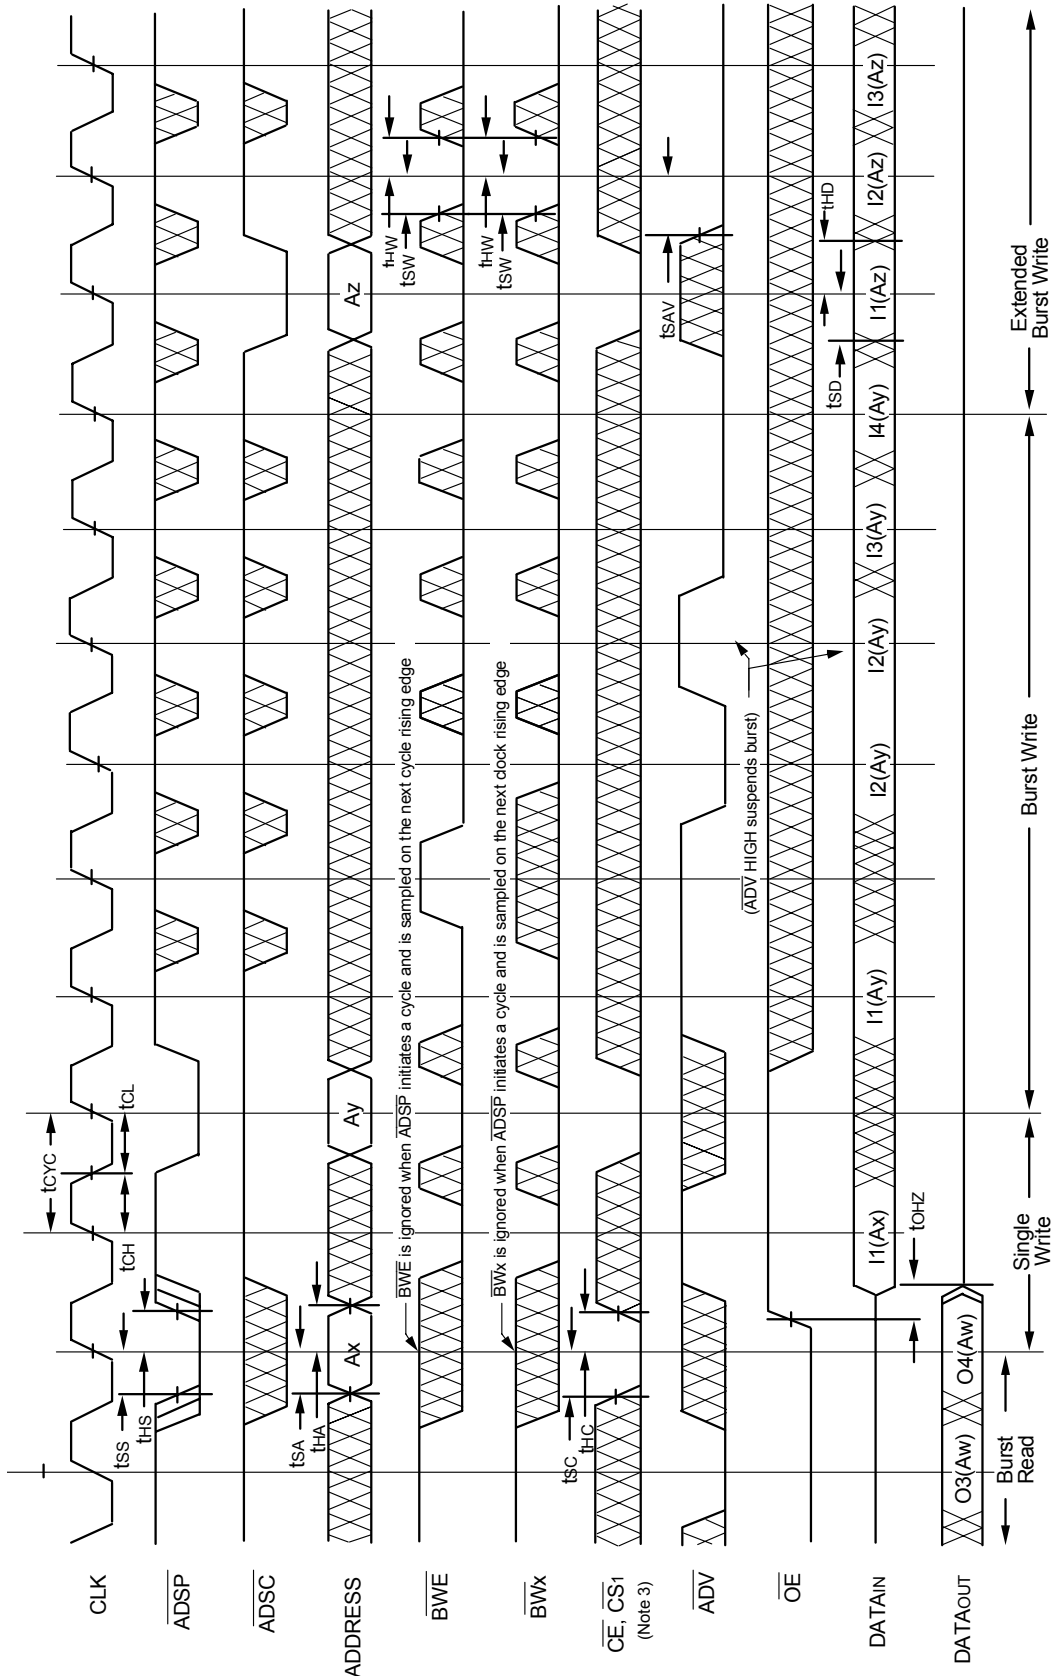 tCYC
CLK
tCH
tCL
tSS
tHS
ADSP
ADSC
tSA
tHA
ADDRESS
Ax
Ay
Az
tHW
tSW
BWE is ignored when ADSP initiates a cycle and is sampled on the next cycle rising edge
BWE
tHW
tSW
BWx is ignored when ADSP initiates a cycle and is sampled on the next dock rising edge
BWx
tSC
tHC
CE, CS1
(Note 3)
tSAV
ADV
(ADV HIGH suspends burst)
OE
tSD
tHD
DATAIN
I1(Ax)
I1(Ay)
I2(Ay)
I2(Ay)
I3(Ay)
I4(Ay)
I1(Az)
I2(Az)
I3(Az)
tOHZ
DATAOUT
O3(Aw)
O4(Aw)
Burst
Read
Single
Write
Burst Write
Extended
Burst Write